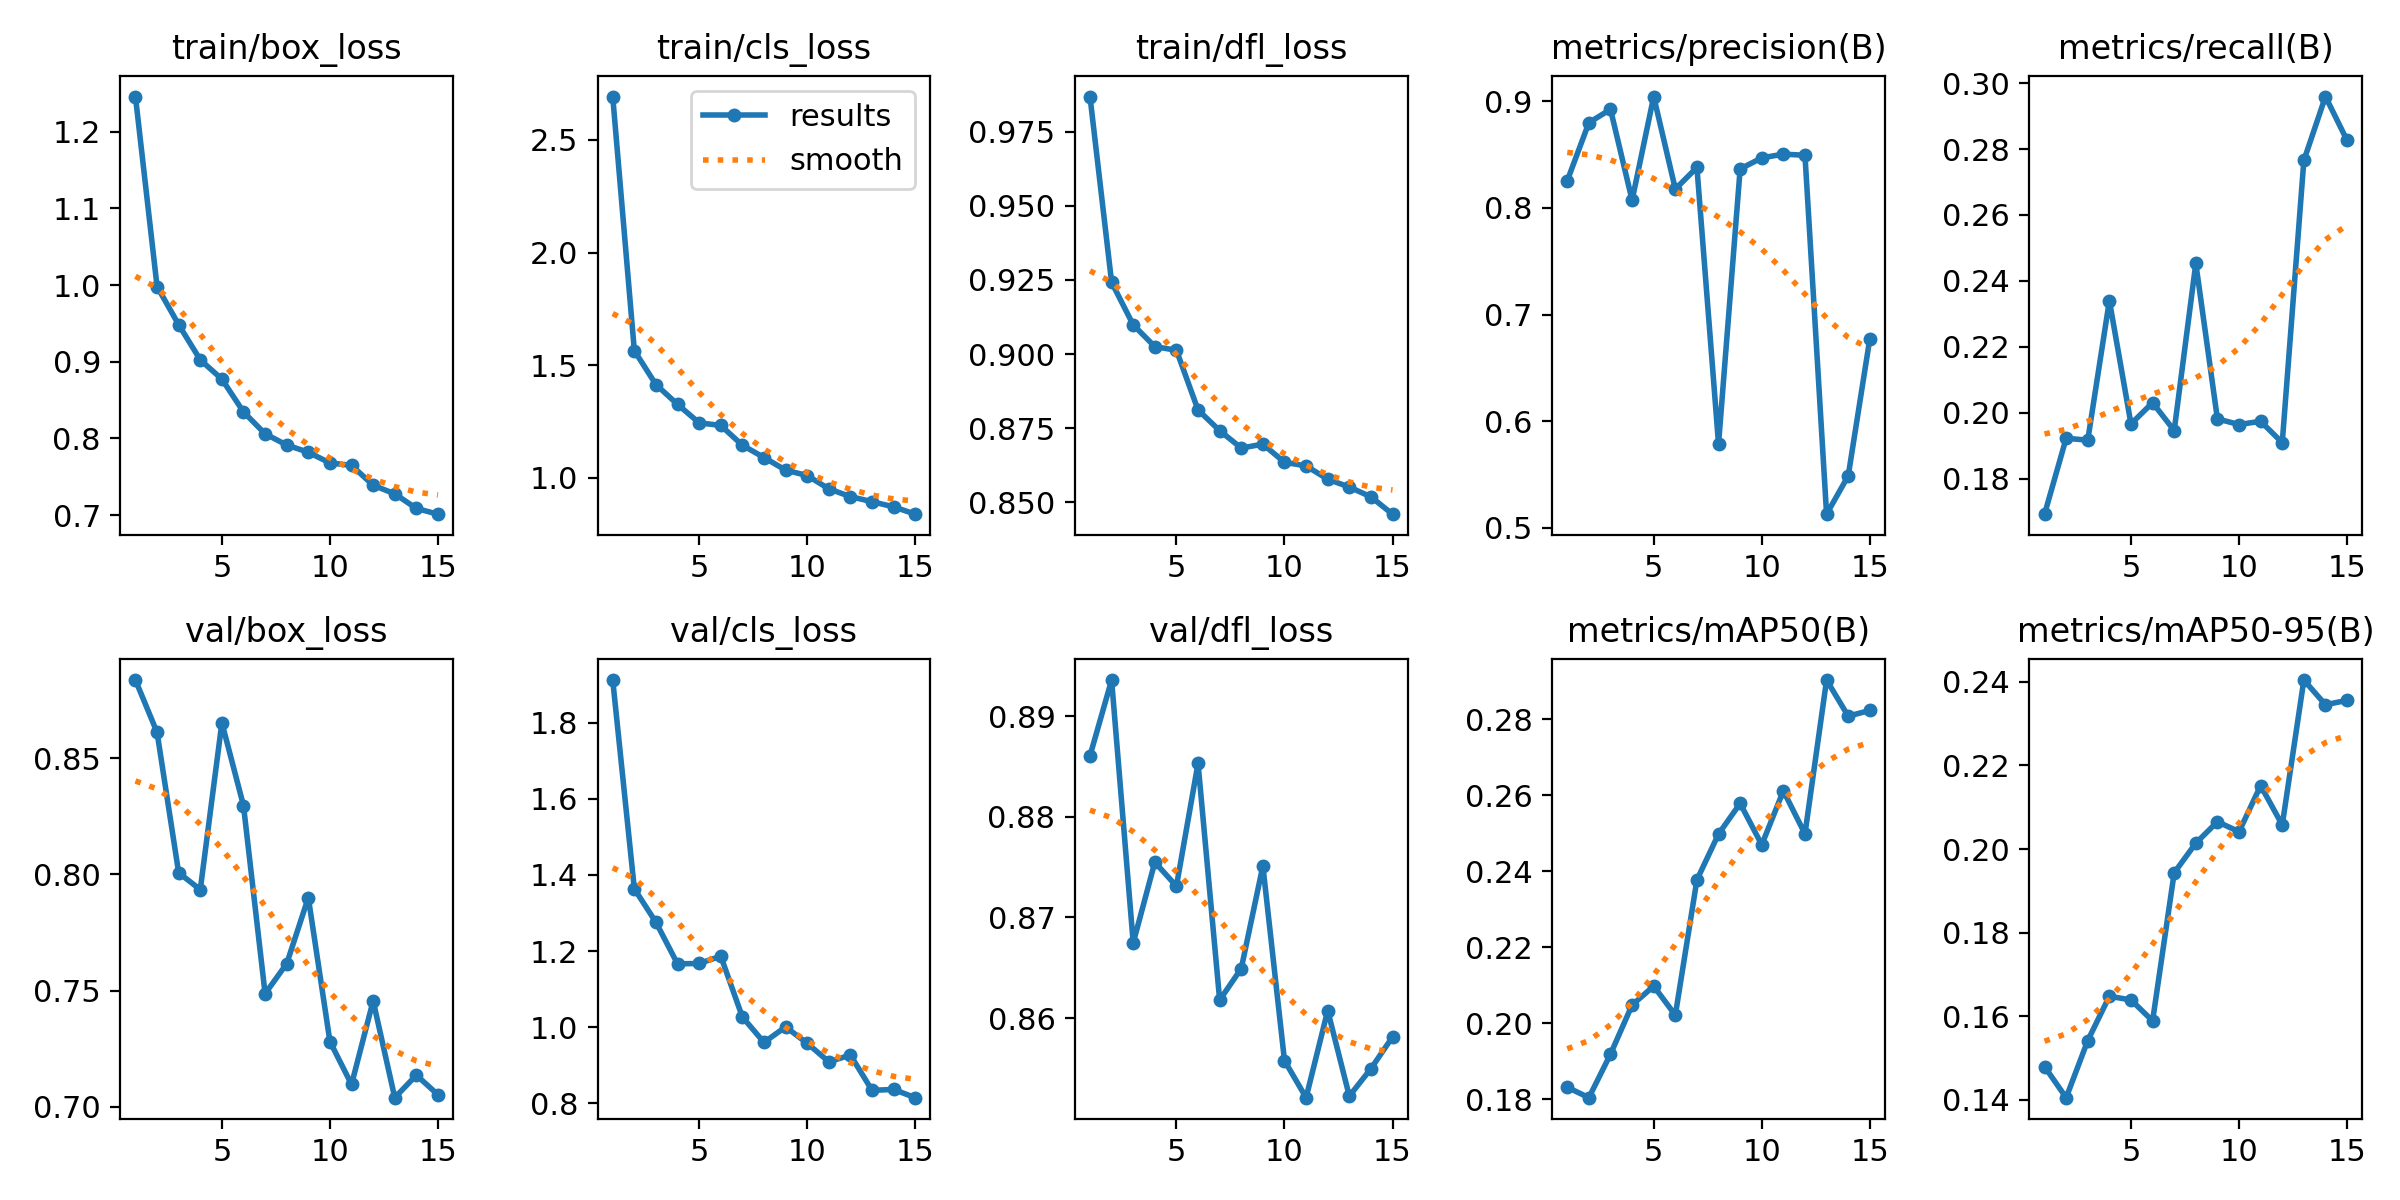 train/box_loss
1.2
1.1
1.0
0.9
0.8
0.7
5 10 15
train/cls_loss
results
smooth
2.5
2.0
1.5
1.0
5 10 15
train/dfl_loss
0.975
0.950
0.925
0.900
0.875
0.850
5 10 15
metrics/precision(B)
0.9
0.8
0.7
0.6
0.5
5 10 15
metrics/recall(B)
0.30
0.28
0.26
0.24
0.22
0.20
0.18
5 10 15
val/box_loss
0.85
0.80
0.75
0.70
5 10 15
val/cls_loss
1.8
1.6
1.4
1.2
1.0
0.8
5 10 15
val/dfl_loss
0.89
0.88
0.87
0.86
5 10 15
metrics/mAP50(B)
0.28
0.26
0.24
0.22
0.20
0.18
5 10 15
metrics/mAP50-95(B)
0.24
0.22
0.20
0.18
0.16
0.14
5 10 15